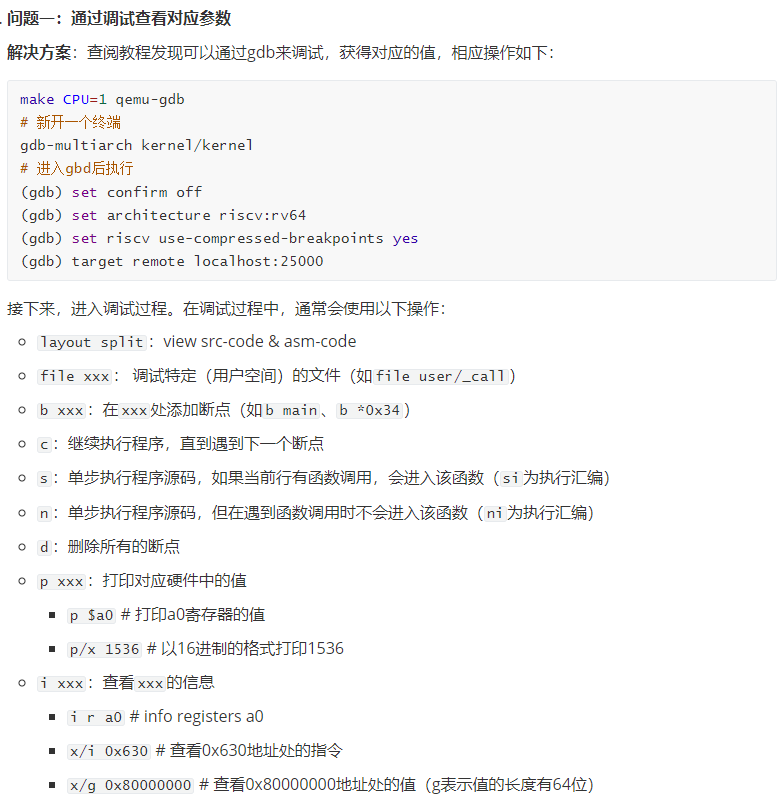 . 问题一：通过调试查看对应参数
解决方案：查阅教程发现可以通过gdb来调试，获得对应的值，相应操作如下：
make CPU=1 qemu-gdb
# 新开一个终端
gdb-multiarch kernel/kernel
# 进入gbd后执行
(gdb) set confirm off
(gdb) set architecture riscv:rv64
(gdb) set riscv use-compressed-breakpoints yes
(gdb) target remote localhost:25000
接下来，进入调试过程。在调试过程中，通常会使用以下操作：
layout split：view src-code & asm-code
file xxx： 调试特定（用户空间）的文件（如file user/_call）
b xxx：在xxx处添加断点（如b main、b *0x34）
c：继续执行程序，直到遇到下一个断点
s：单步执行程序源码，如果当前行有函数调用，会进入该函数（si为执行汇编）
n：单步执行程序源码，但在遇到函数调用时不会进入该函数（ni为执行汇编）
d：删除所有的断点
p xxx：打印对应硬件中的值
p $a0 # 打印a0寄存器的值
p/x 1536 # 以16进制的格式打印1536
i xxx：查看xxx的信息
i r a0 # info registers a0
x/i 0x630 # 查看0x630地址处的指令
x/g 0x80000000 # 查看0x80000000地址处的值（g表示值的长度有64位）